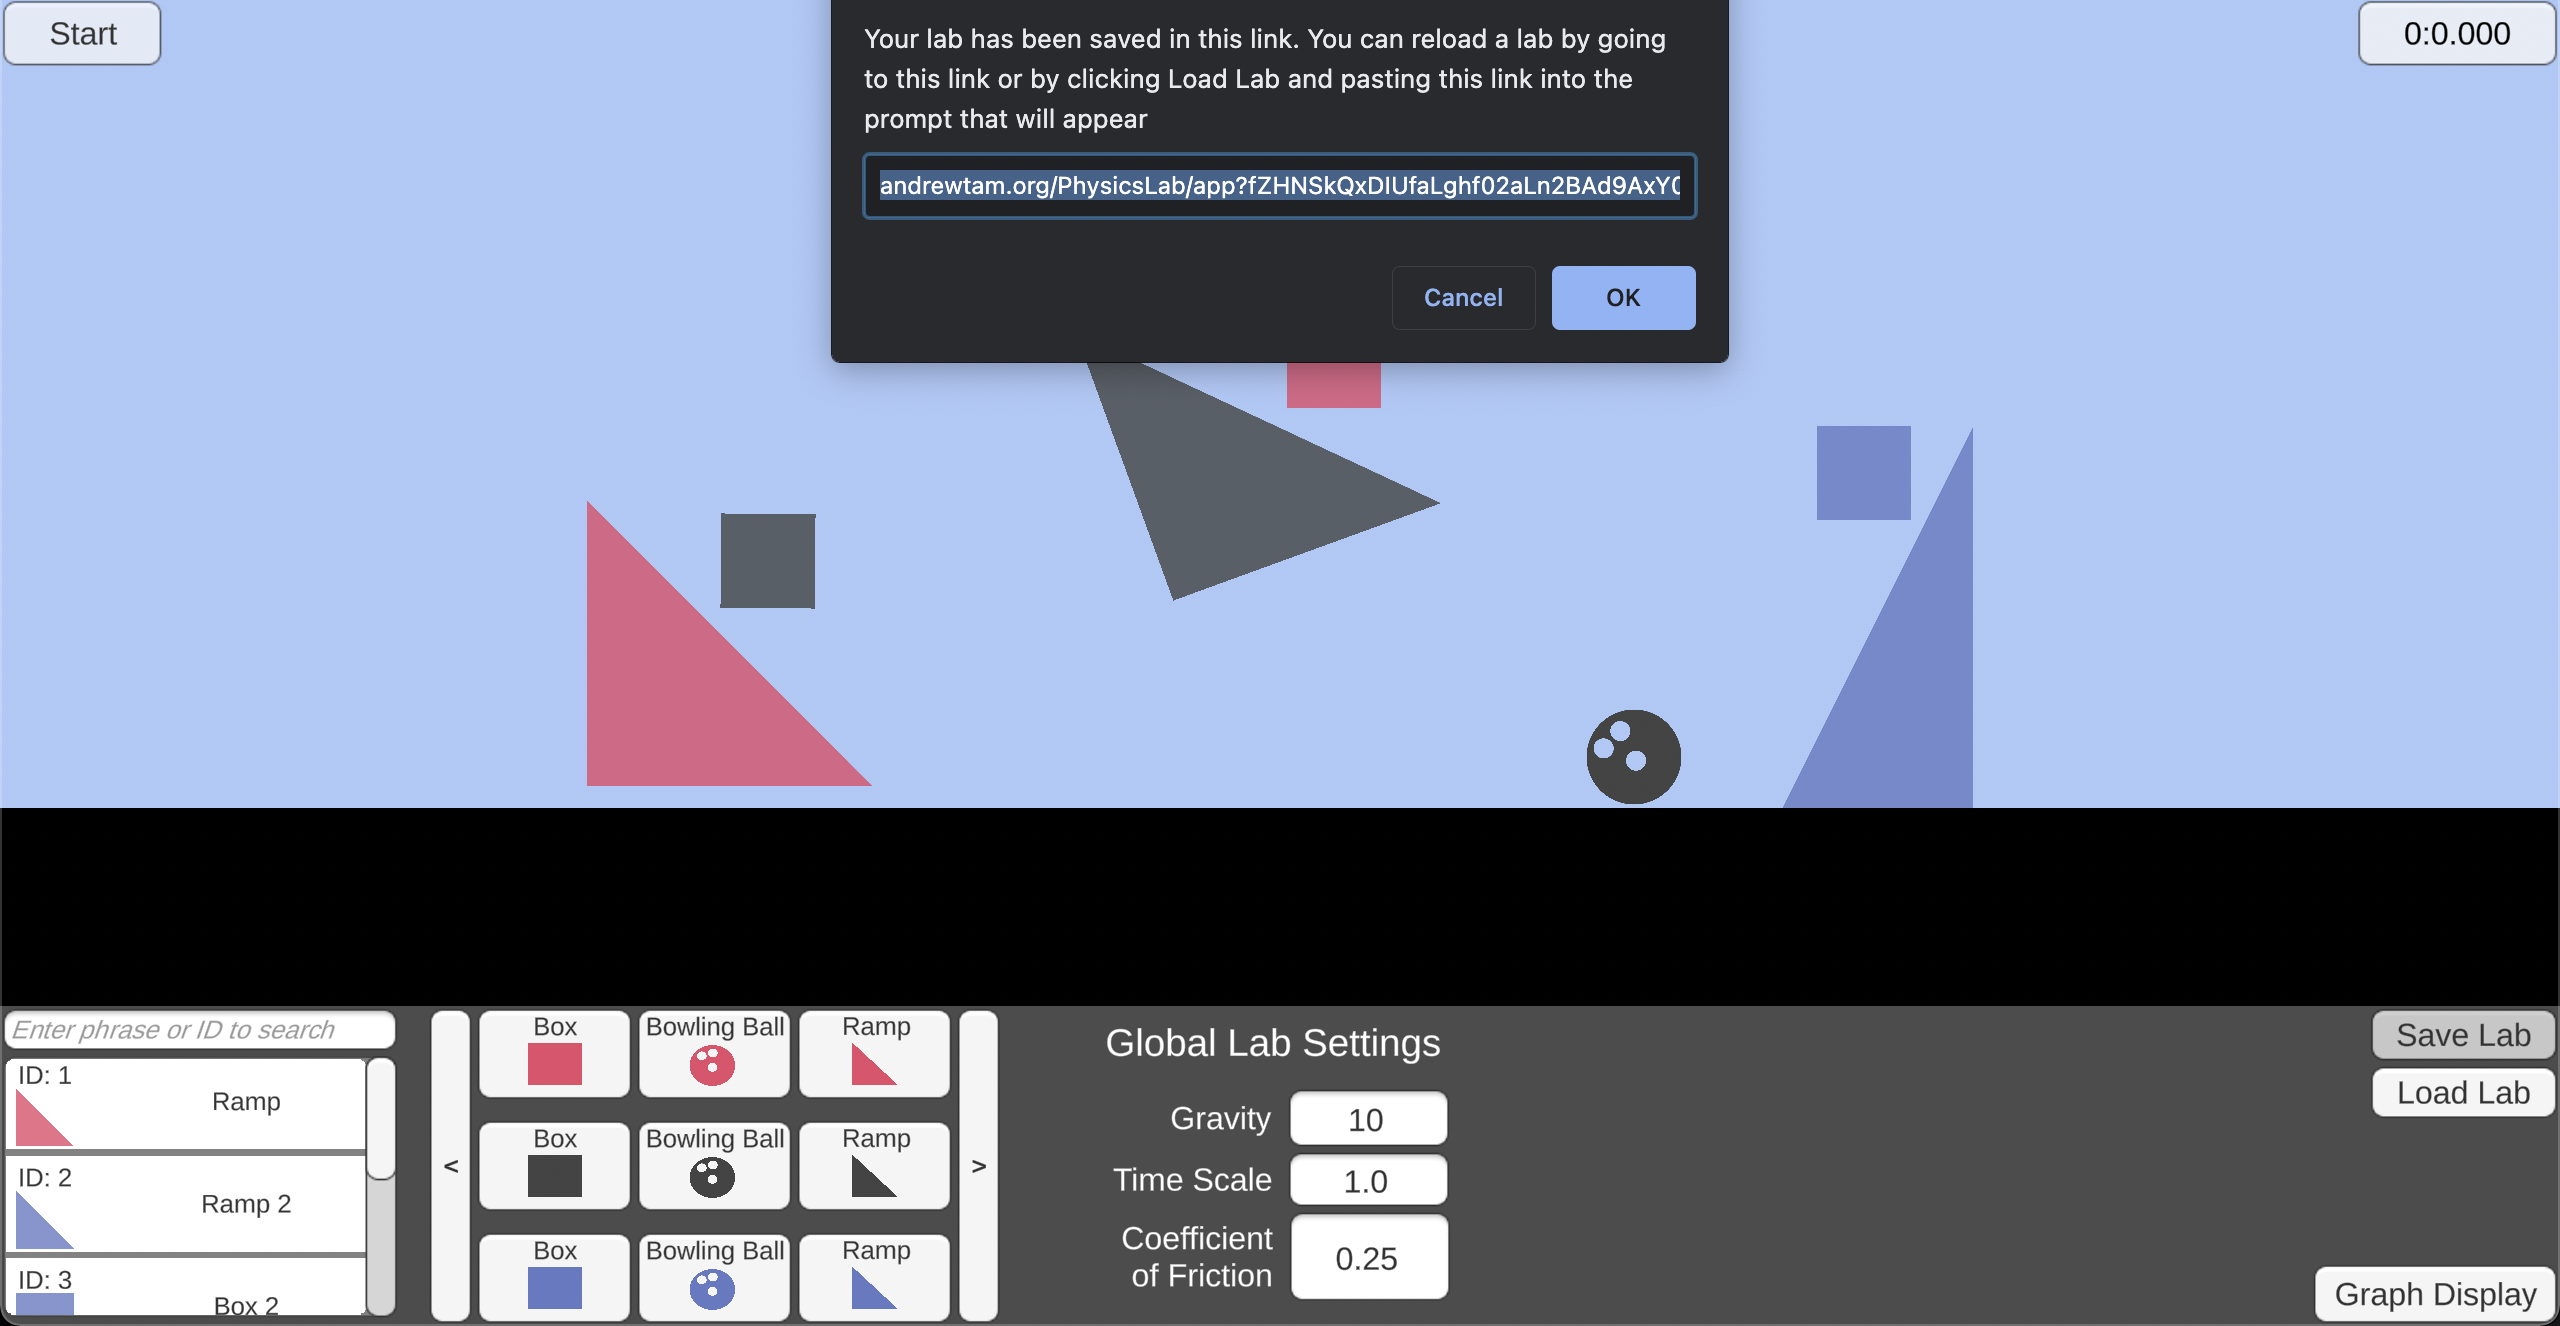 Start
0:0.000
Your lab has been saved in this link. You can reload a lab by going
to this link or by clicking Load Lab and pasting this link into the
prompt that will appear
andrewtam.org/PhysicsLab/app?fZHNSkQxDIUfaLghf02aLn2BAd9AxY0
Cancel
OK
Enter phrase or ID to search
ID: 1
Ramp
ID: 2
Ramp 2
ID: 3
Box 2
<
Box
Bowling Ball
Ramp
Box
Bowling Ball
Ramp
Box
Bowling Ball
Ramp
>
Global Lab Settings
Gravity
10
Time Scale
1.0
Coefficient
of Friction
0.25
Save Lab
Load Lab
Graph Display